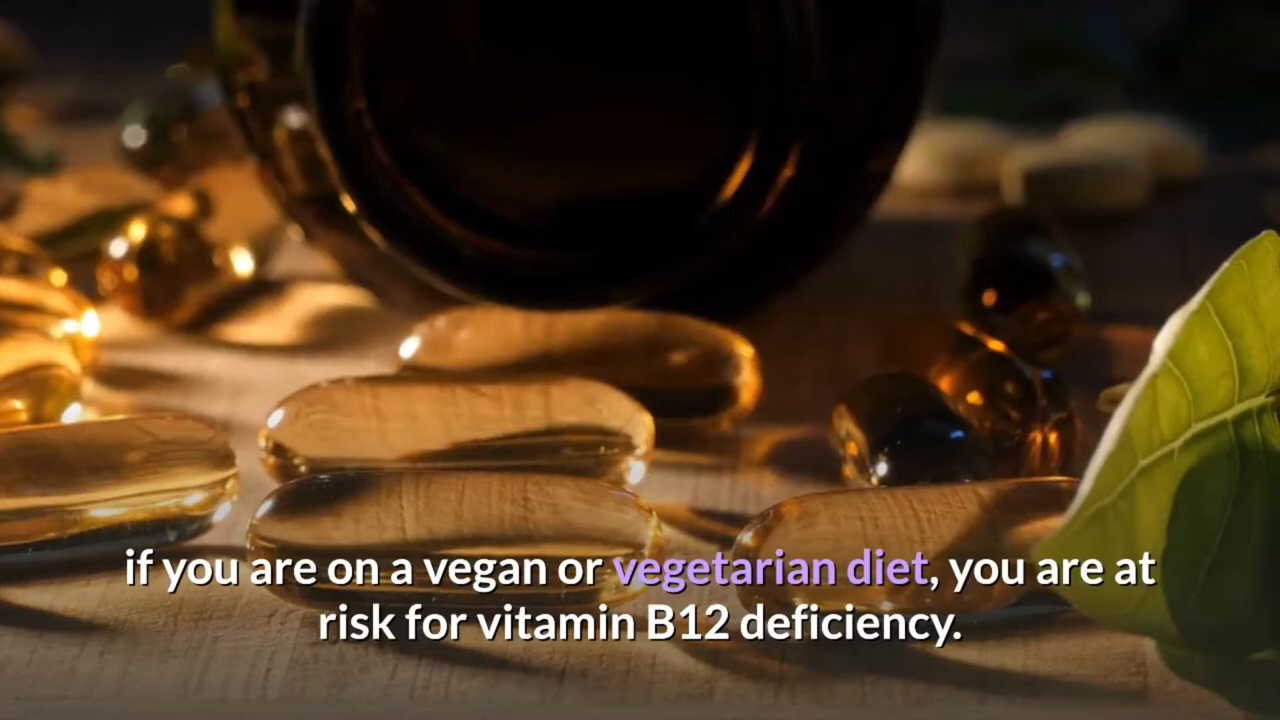 if you are on a vegan or vegetarian diet, you are at
risk for vitamin B12 deficiency.